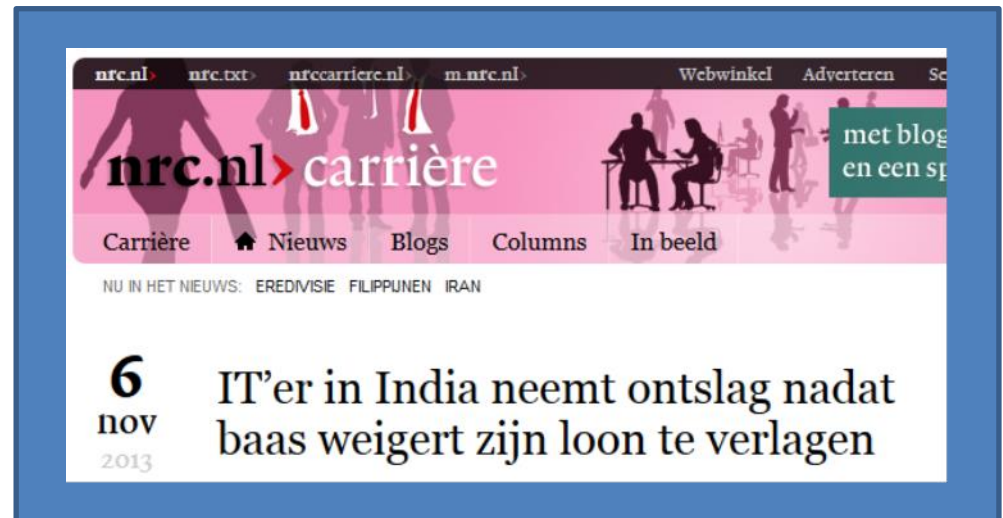 nrc.nl› nrc.txt› nrccarriere.nl› m.nrc.nl› Webwinkel Adverteren
met blog
nrc.nl›carrière
en een
Carrière Nieuws Blogs Columns In beeld
NU IN HET NIEUWS: EREDIVISIE FILIPPIJNEN IRAN
6
nov
2013
IT’er in India neemt ontslag nadat
baas weigert zijn loon te verlagen